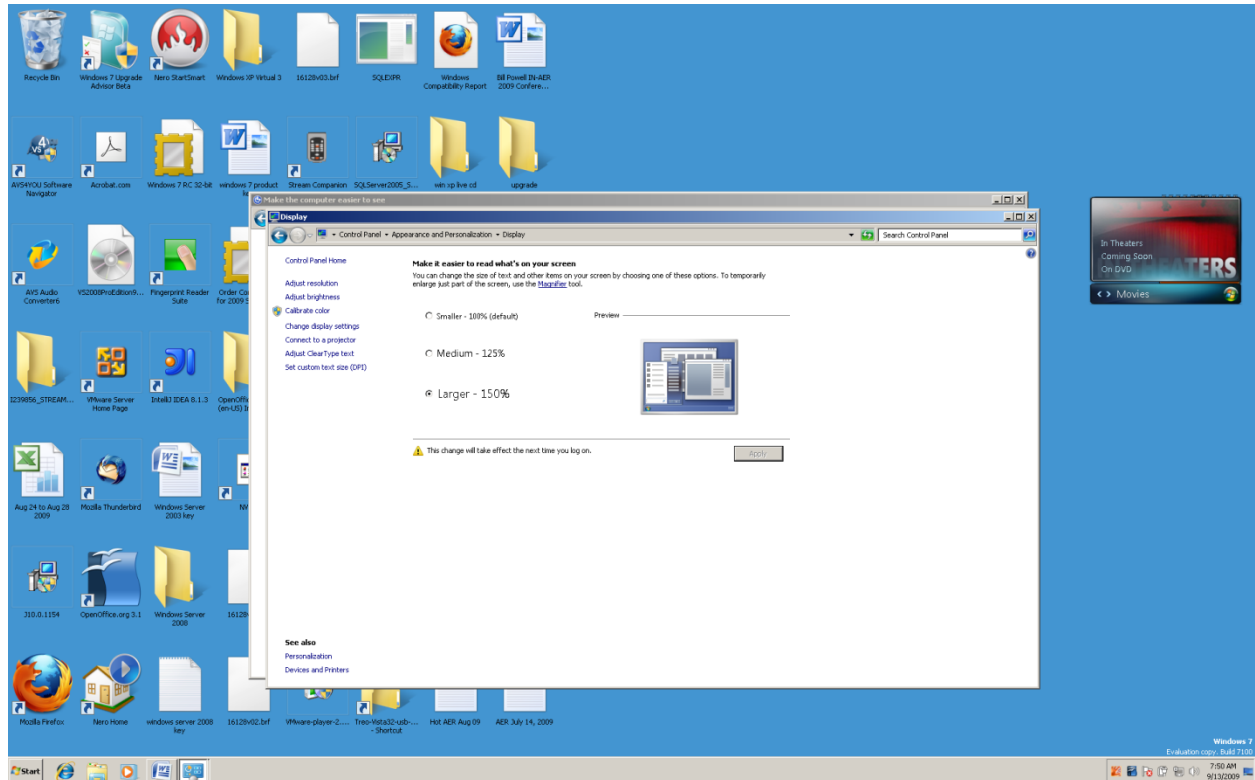 Recycle Bin
Windows 7 Upgrade
Advisor Beta
Nero StartSmart
Windows XP Virtual 3
16128v03.brf
SQLEXPR
Windows
Compatibility Report
Bill Powell IN-AER
2009 Confere...
AVS4YOU Software
Navigator
Acrobat.com
Windows 7 RC 32-bit
windows 7 product
Stream Companion
SQLServer2005_S...
win xp live cd
upgrade
Make the computer easier to see
Display
Control Panel
Appearance and Personalization
Display
Search Control Panel
Control Panel Home
Adjust resolution
Adjust brightness
Calibrate color
Change display settings
Connect to a projector
Adjust ClearType text
Set custom text size (DPI)
Make it easier to read what's on your screen
You can change the size of text and other items on your screen by choosing one of these options. To temporarily
enlarge just part of the screen, use the Magnifier tool.
Smaller - 100% (default)
Preview
Medium - 125%
Larger - 150%
This change will take effect the next time you log on.
Apply
See also
Personalization
Devices and Printers
In Theaters
Coming Soon
On DVD
Movies
AVS Audio
Converter6
VS2008ProEdition9...
Fingerprint Reader
Suite
for 2009
I239856_STREAM...
VMware Server
Home Page
IntelliJ IDEA 8.1.3
(en-US)
Aug 24 to Aug 28
2009
Mozilla Thunderbird
Windows Server
2003 key
J10.0.1154
OpenOffice.org 3.1
Windows Server
2008
Mozilla Firefox
Nero Home
windows server 2008
key
16128v02.brf
VMware-player-2....
Treo-Vista32-usb-...
- Shortcut
Hot AER Aug 09
AER July 14, 2009
Windows 7
Evaluation copy. Build 7100
Start
7:50 AM
9/13/2009